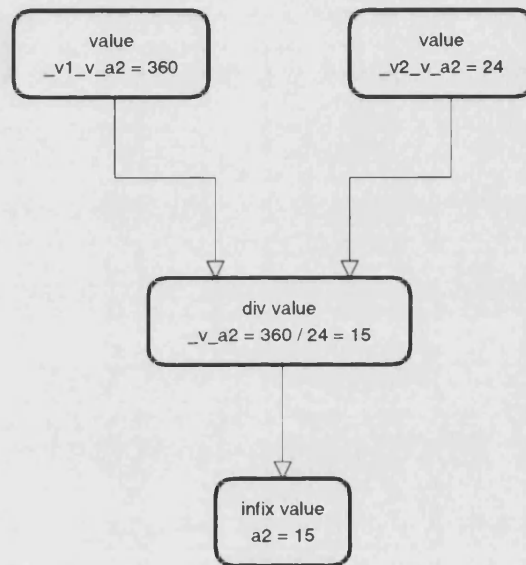 value
_v1_v_a2 = 360
value
_v2_v_a2 = 24
div value
_v_a2 = 360 / 24 = 15
infix value
a2 = 15